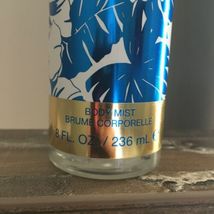 BODY MIST
BRUME CORPORELLE
8 FL. OZ. / 236 mL ℮